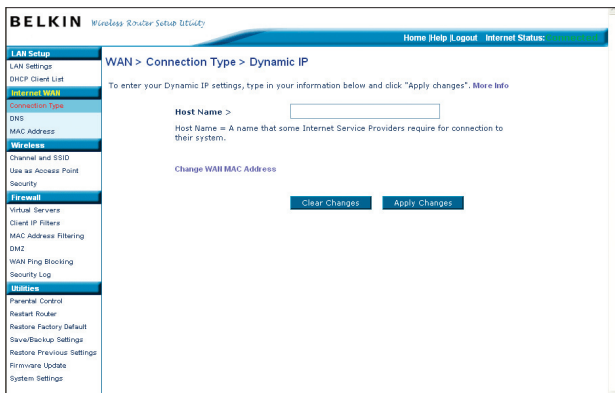 BELKIN Wireless Router Setup Utility
Home |Help |Logout Internet Status:
LAN Setup
LAN Settings
DHCP Client List
Internet WAN
Connection Type
DNS
MAC Address
Wireless
Channel and SSID
Use as Access Point
Security
Firewall
Virtual Servers
Client IP Filters
MAC Address Filtering
DMZ
WAN Ping Blocking
Security Log
Utilities
Parental Control
Restart Router
Restore Factory Default
Save/Backup Settings
Restore Previous Settings
Firmware Update
System Settings
WAN > Connection Type > Dynamic IP
To enter your Dynamic IP settings, type in your information below and click "Apply changes". More Info
Host Name >
Host Name = A name that some Internet Service Providers require for connection to
their system.
Change WAN MAC Address
Clear Changes
Apply Changes